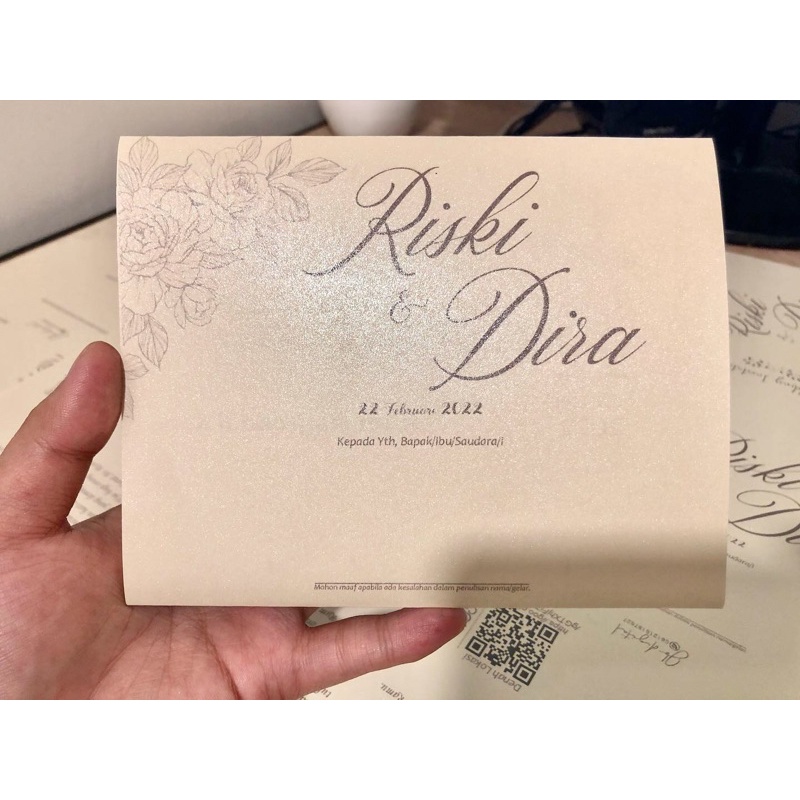 Riski
&
Dira
22 Februari 2022
Kepada Yth, Bapak/Ibu/Saudara/i
Mohon maaf apabila ada kesalahan dalam penulisan nama/gelar.
Riski
Denah Lokasi